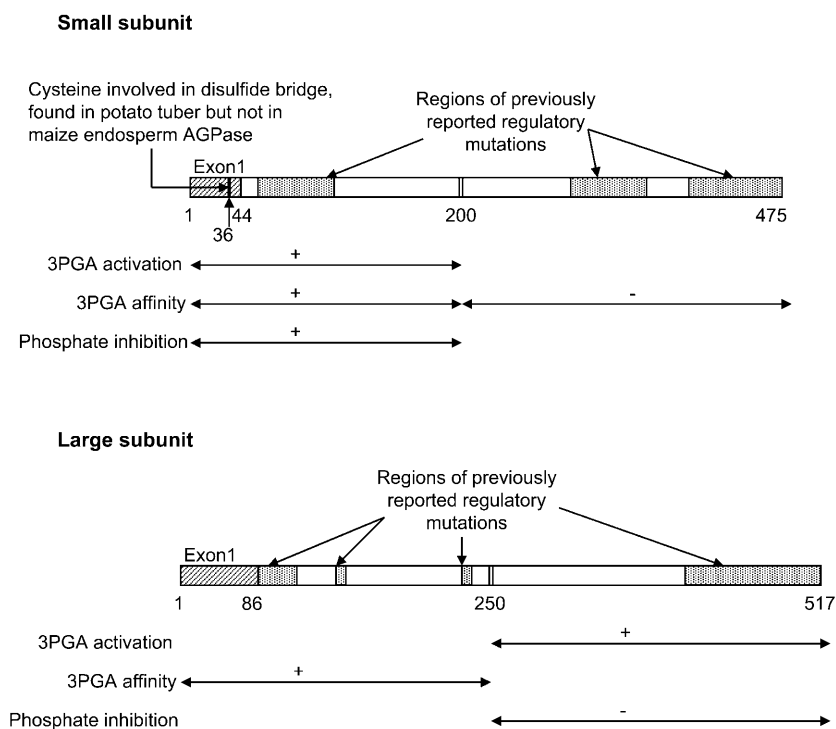 Small subunit
Cysteine involved in disulfide bridge,
found in potato tuber but not in
maize endosperm AGPase
Regions of previously
reported regulatory
mutations
Exon1
1
36
44
200
475
3PGA activation
+
3PGA affinity
+
-
Phosphate inhibition
+
Large subunit
Regions of previously
reported regulatory
mutations
Exon1
1
86
250
517
3PGA activation
+
3PGA affinity
+
Phosphate inhibition
-